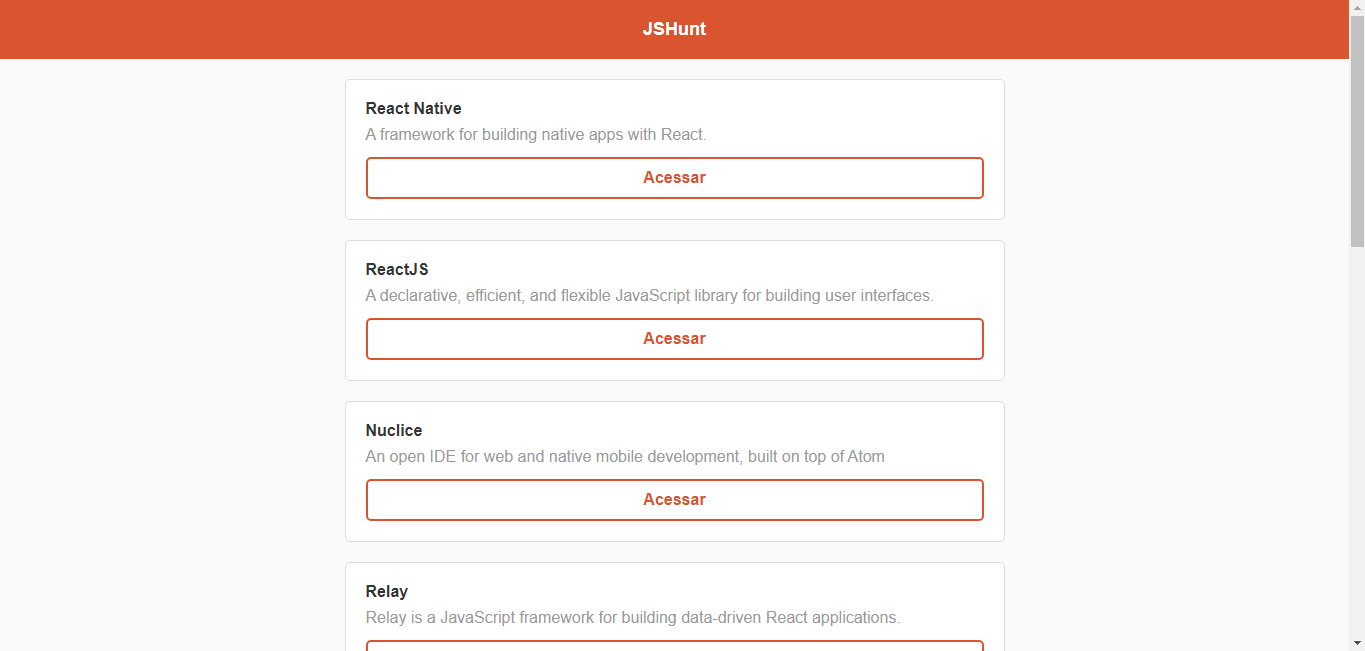 JSHunt
React Native
A framework for building native apps with React.
Acessar
ReactJS
A declarative, efficient, and flexible JavaScript library for building user interfaces.
Acessar
Nuclice
An open IDE for web and native mobile development, built on top of Atom
Acessar
Relay
Relay is a JavaScript framework for building data-driven React applications.